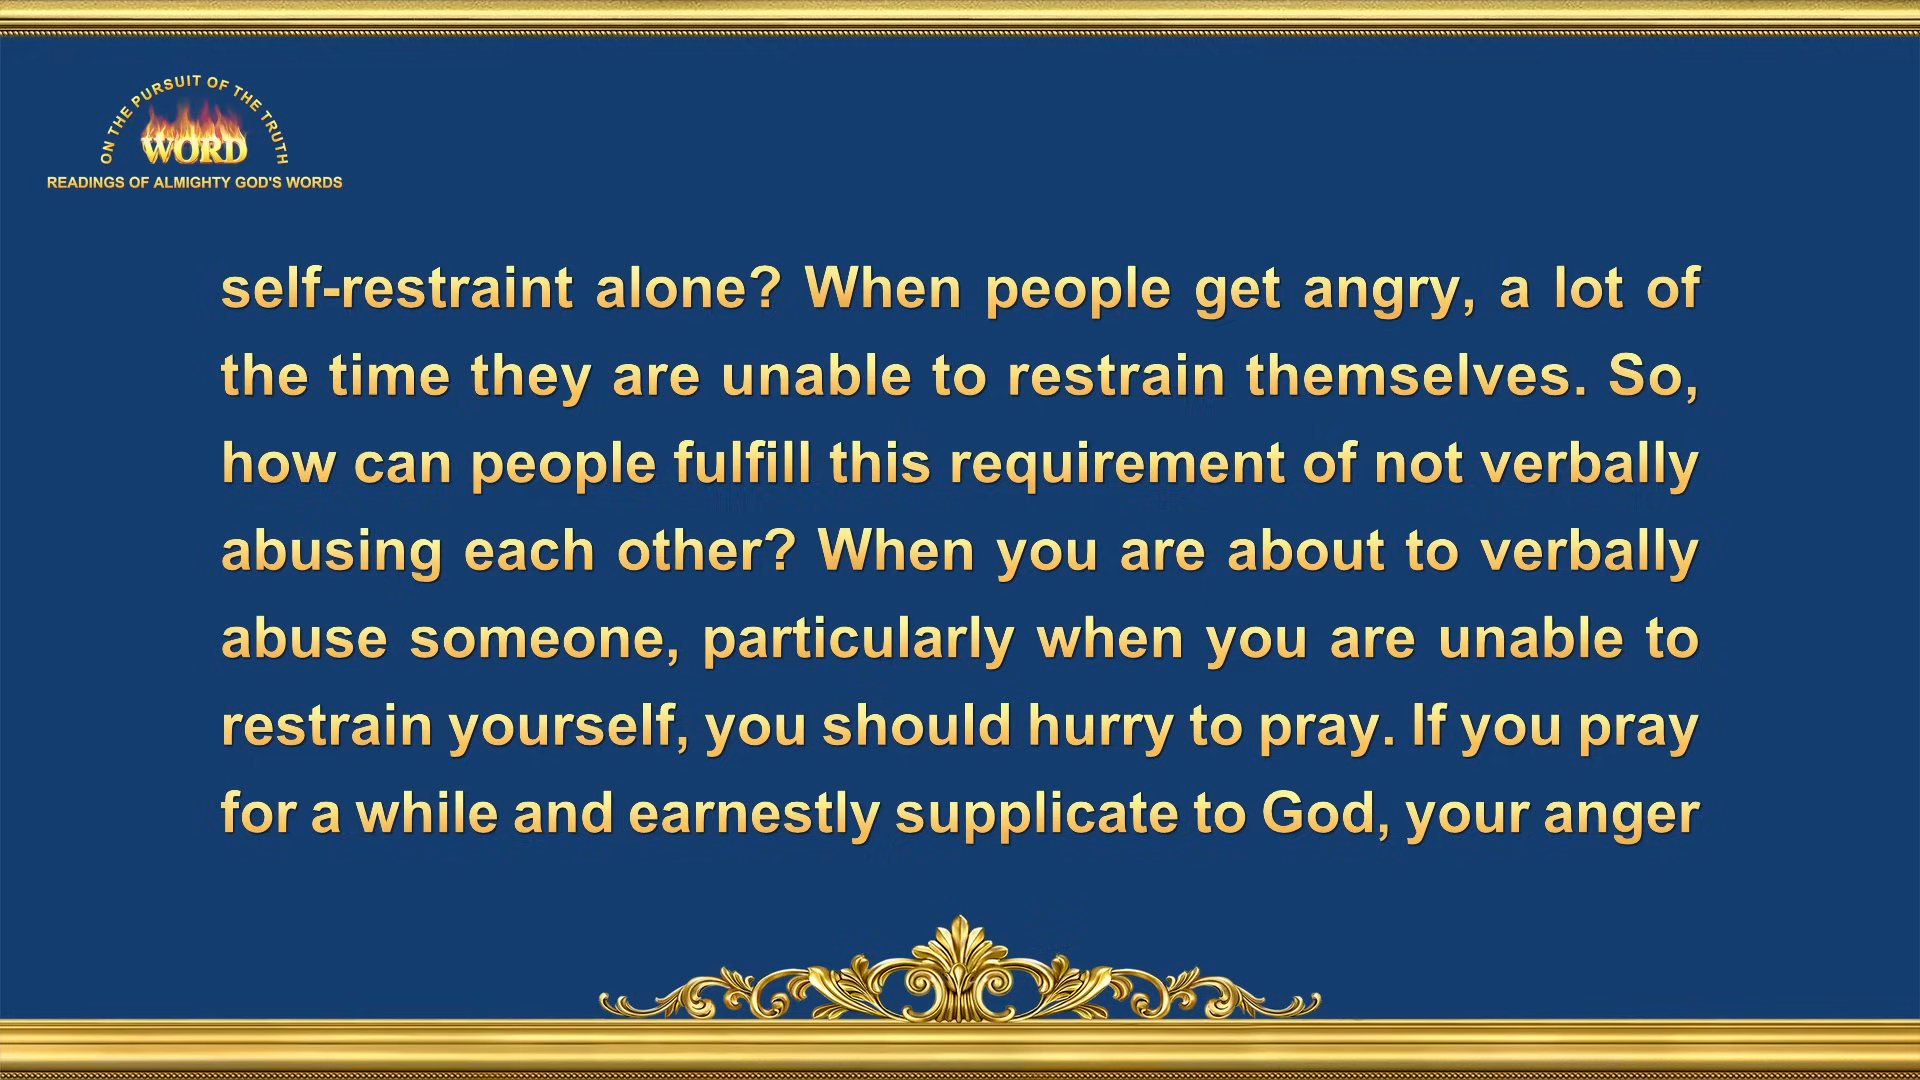 ON THE PURSUIT OF THE TRUTH
WORD
READINGS OF ALMIGHTY GOD'S WORDS
self-restraint alone? When people get angry, a lot of
the time they are unable to restrain themselves. So,
how can people fulfill this requirement of not verbally
abusing each other? When you are about to verbally
abuse someone, particularly when you are unable to
restrain yourself, you should hurry to pray. If you pray
for a while and earnestly supplicate to God, your anger